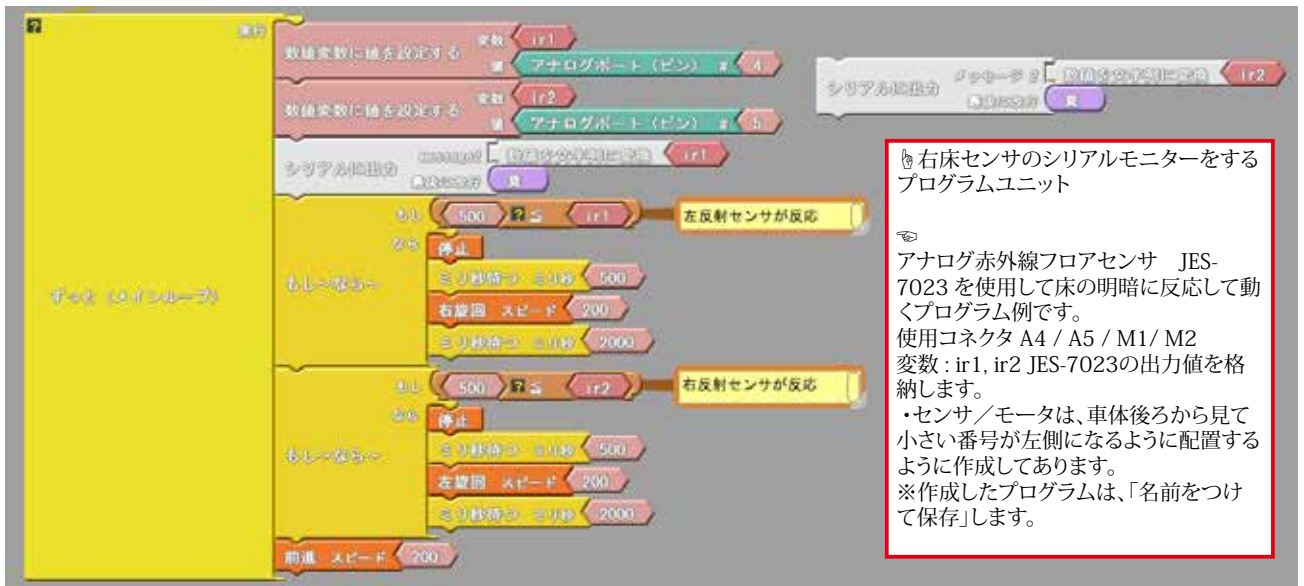 ずっと(メインループ)
実行
数値変数に値を設定する
変数 ir1
値 アナログポート(ピン) # 4
数値変数に値を設定する
変数 ir2
値 アナログポート(ピン) # 5
シリアルに出力
message
ir1
もし~なら~
もし 500 ≦ ir1
左反射センサが反応
なら 停止
ミリ秒待つ ミリ秒 500
右旋回 スピード 200
ミリ秒待つ ミリ秒 2000
もし~なら~
もし 500 ≦ ir2
右反射センサが反応
なら 停止
ミリ秒待つ ミリ秒 500
左旋回 スピード 200
ミリ秒待つ ミリ秒 2000
前進 スピード 200
シリアルに出力
メッセージ
ir2
☝右床センサのシリアルモニターをする
プログラムユニット
☜
アナログ赤外線フロアセンサ JES-
7023 を使用して床の明暗に反応して動
くプログラム例です。
使用コネクタ A4 / A5 / M1/ M2
変数 : ir1, ir2 JES-7023の出力値を格
納します。
・センサ/モータは、車体後ろから見て
小さい番号が左側になるように配置する
ように作成してあります。
※作成したプログラムは、「名前をつけ
て保存」します。